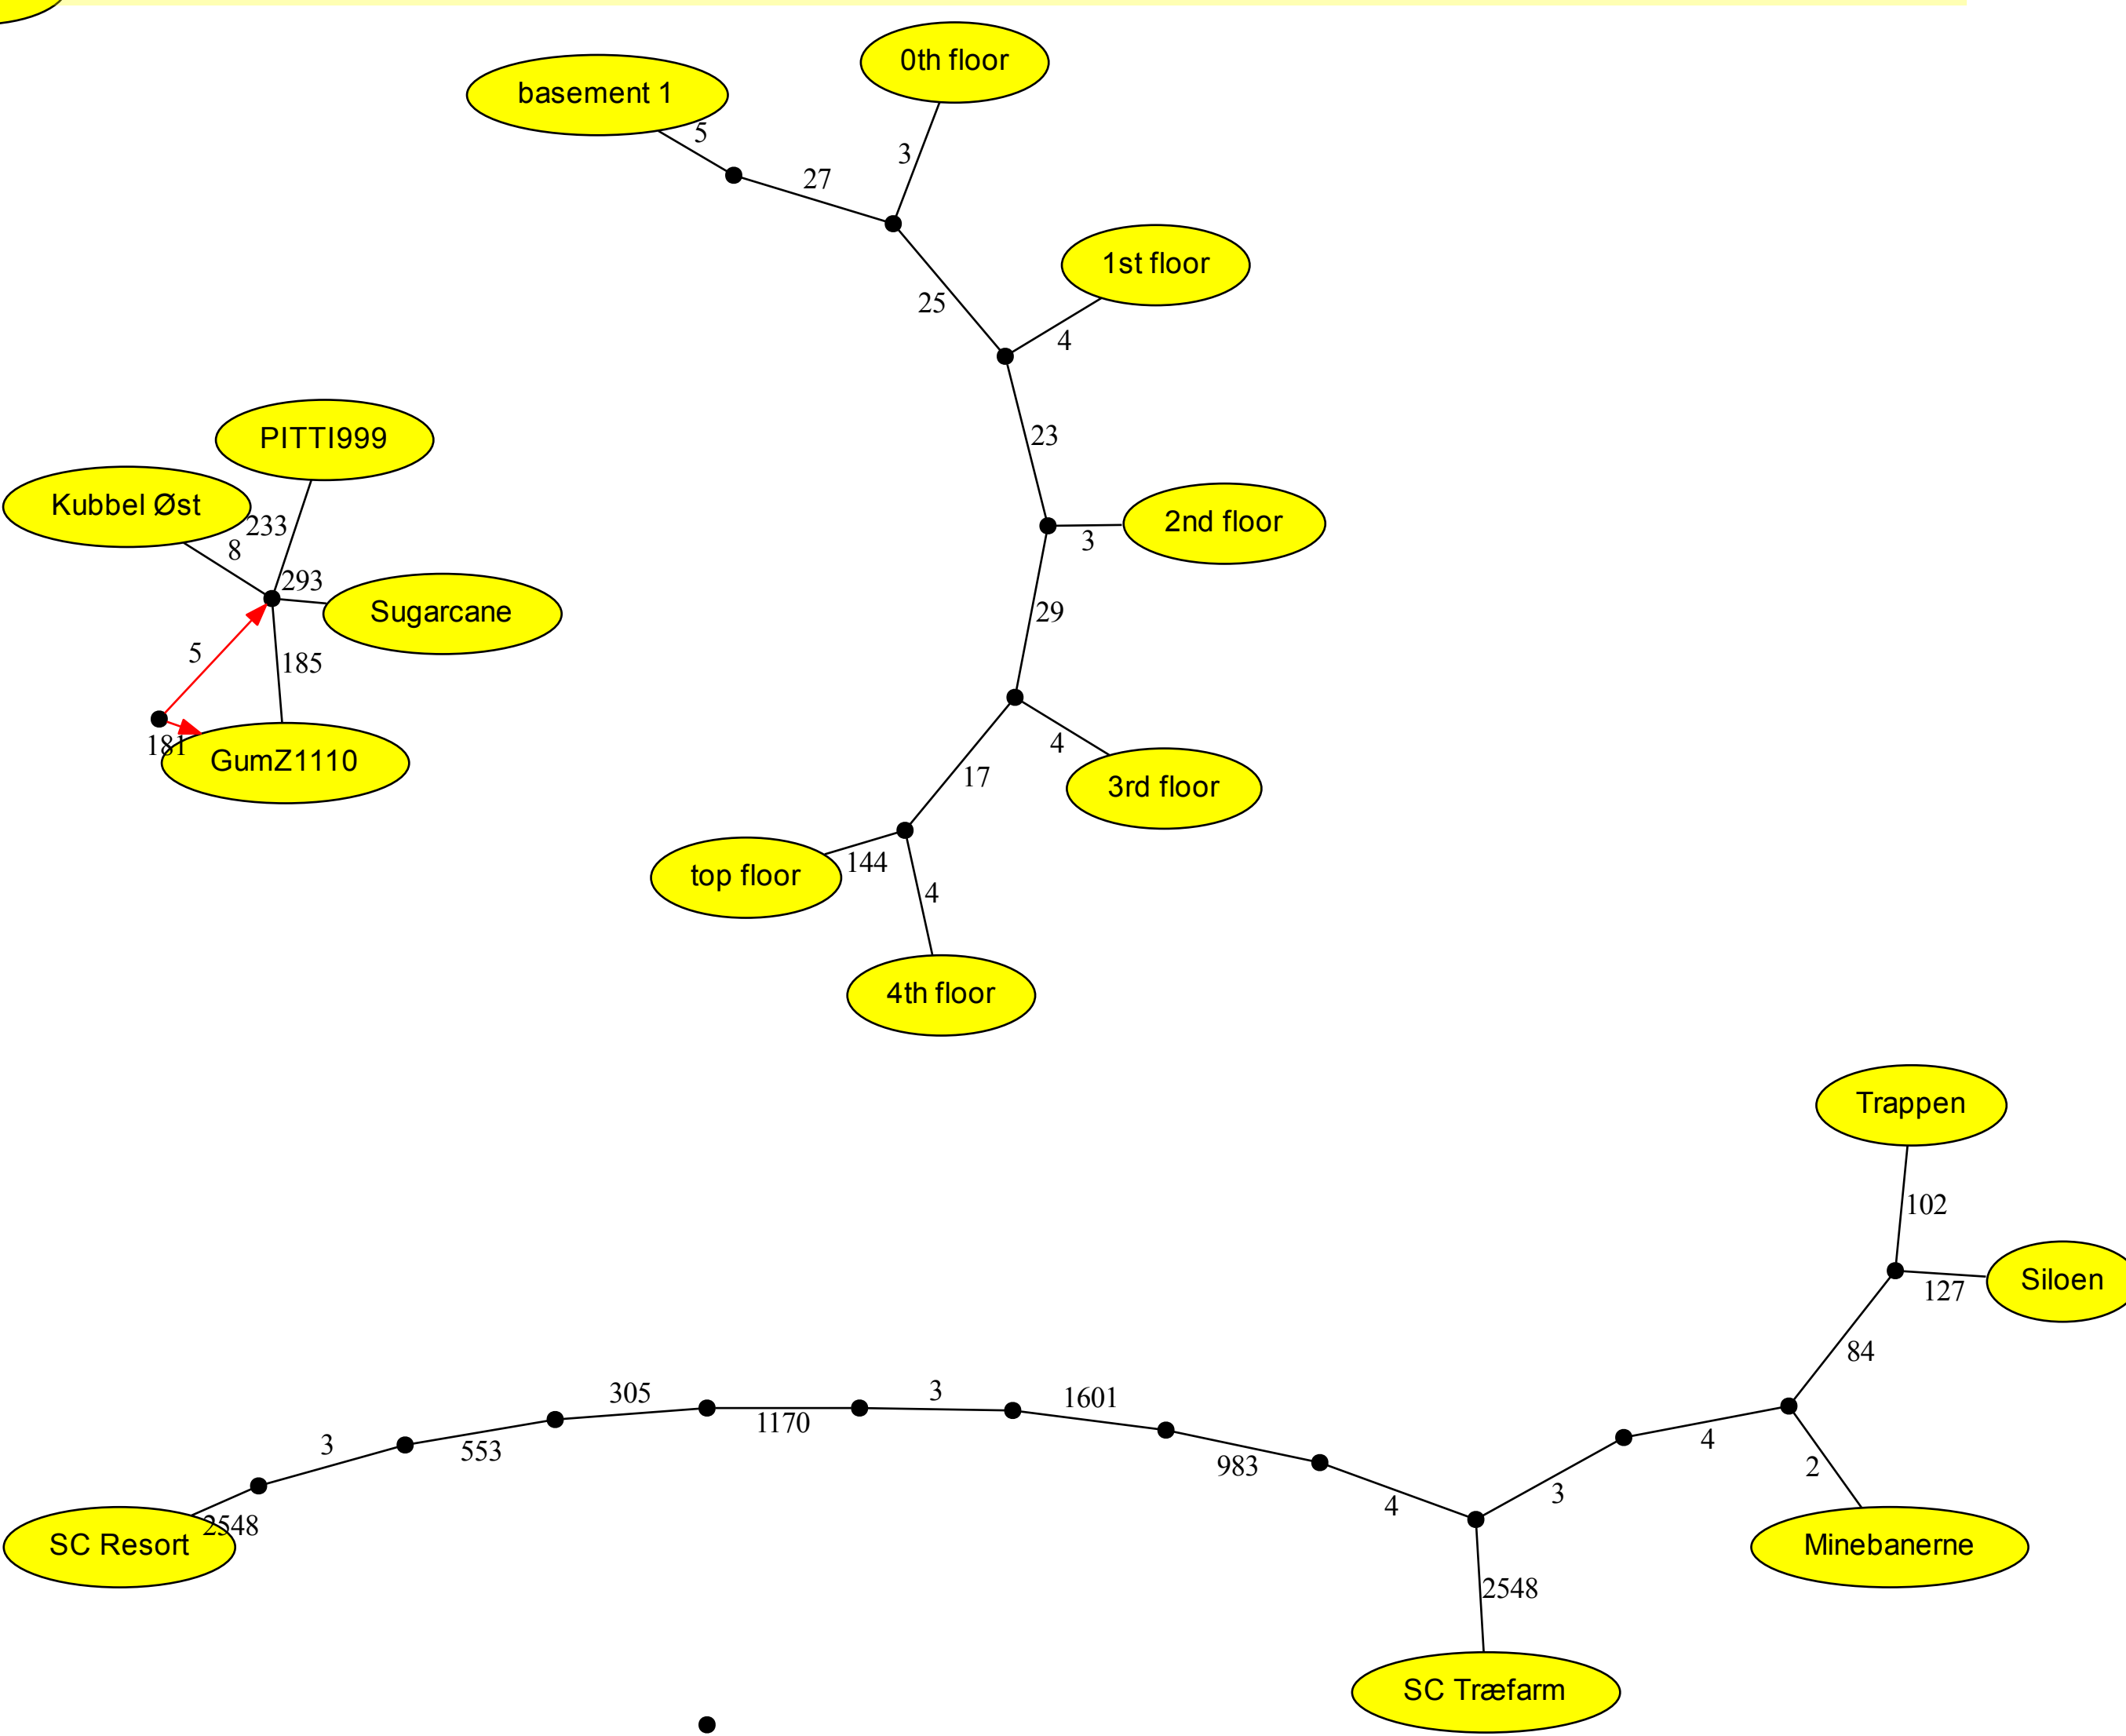 0th floor
basement 1
5
3
27
1st floor
25
4
PITTI999
23
Kubbel Øst
233
2nd floor
8
3
293
Sugarcane
29
5
185
181
GumZ1110
4
17
3rd floor
top floor
144
4
4th floor
Trappen
102
Siloen
127
84
305
3
1601
1170
3
553
983
4
2
4
3
2548
SC Resort
Minebanerne
2548
SC Træfarm